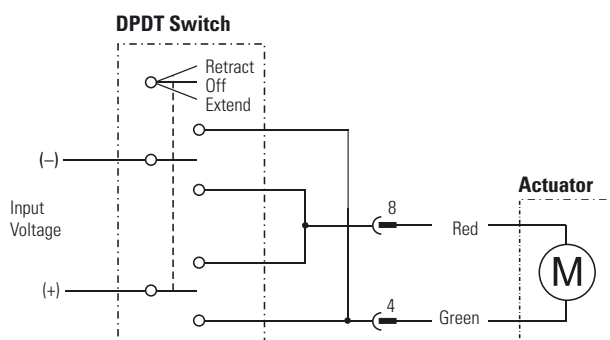 DPDT Switch
Retract
Off
Extend
(–)
Input
Voltage
(+)
8
Red
4
Green
Actuator
M